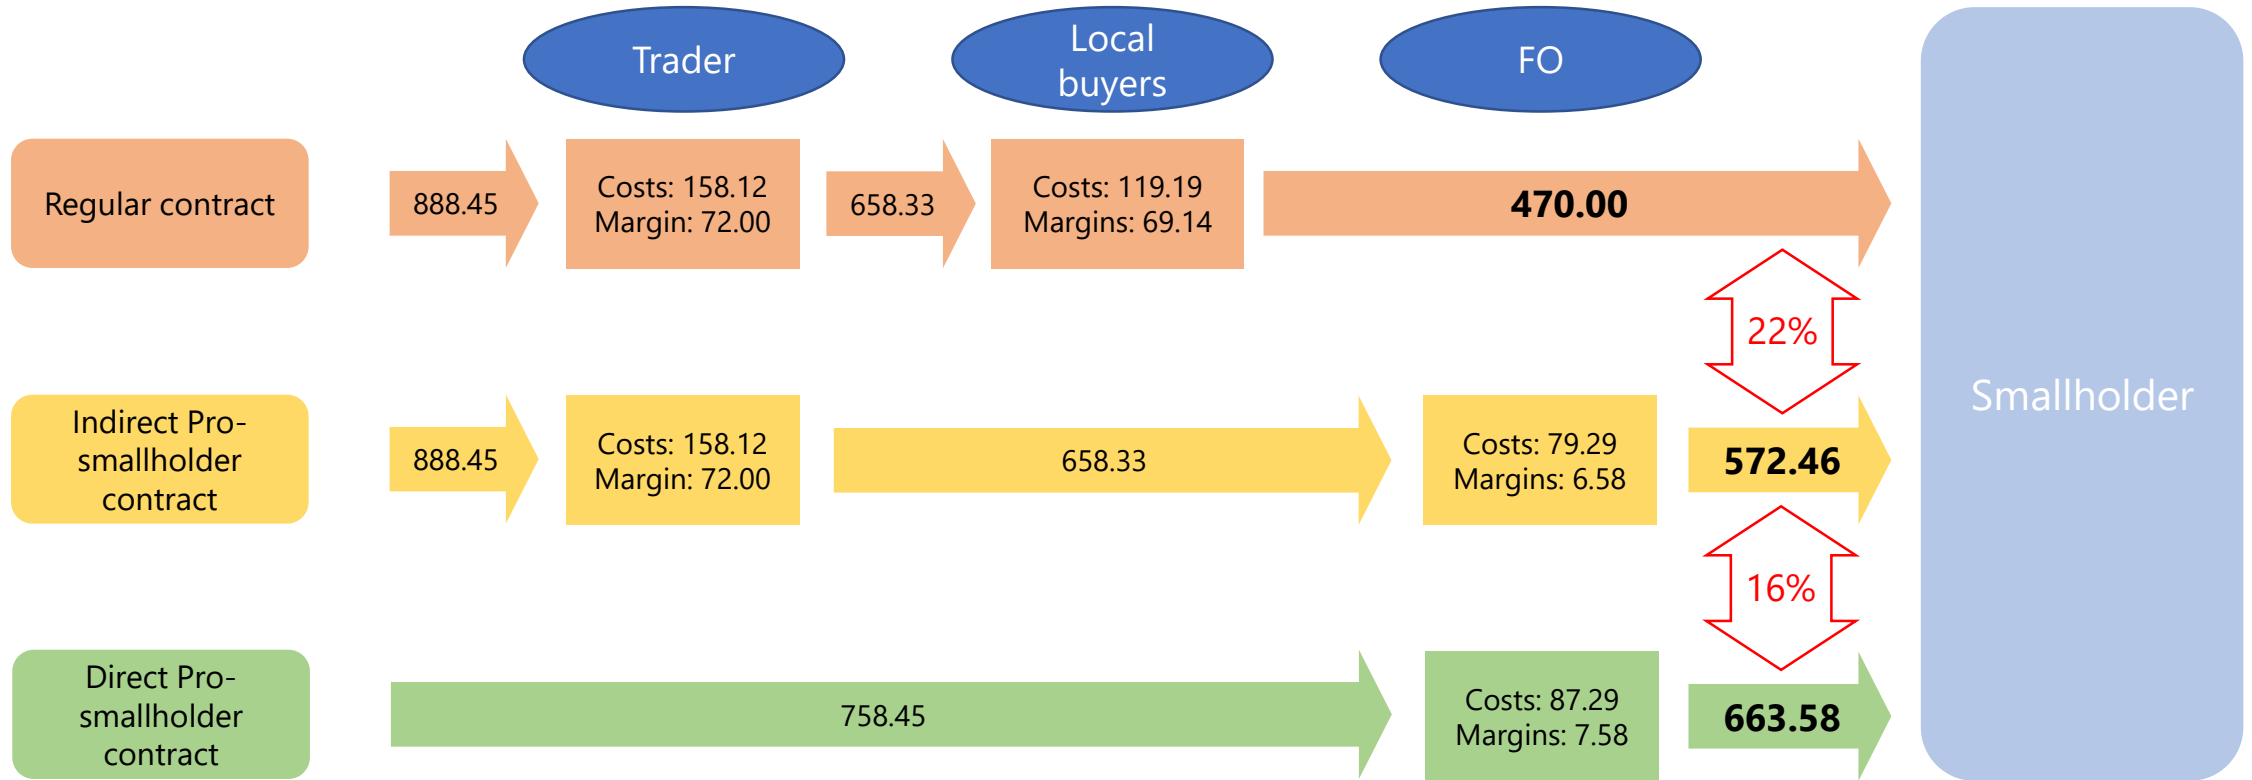 Trader
Local
buyers
FO
Regular contract
888.45
Costs: 158.12
Margin: 72.00
658.33
Costs: 119.19
Margins: 69.14
470.00
22%
Smallholder
Indirect Pro-
smallholder
contract
888.45
Costs: 158.12
Margin: 72.00
658.33
Costs: 79.29
Margins: 6.58
572.46
16%
Direct Pro-
smallholder
contract
758.45
Costs: 87.29
Margins: 7.58
663.58